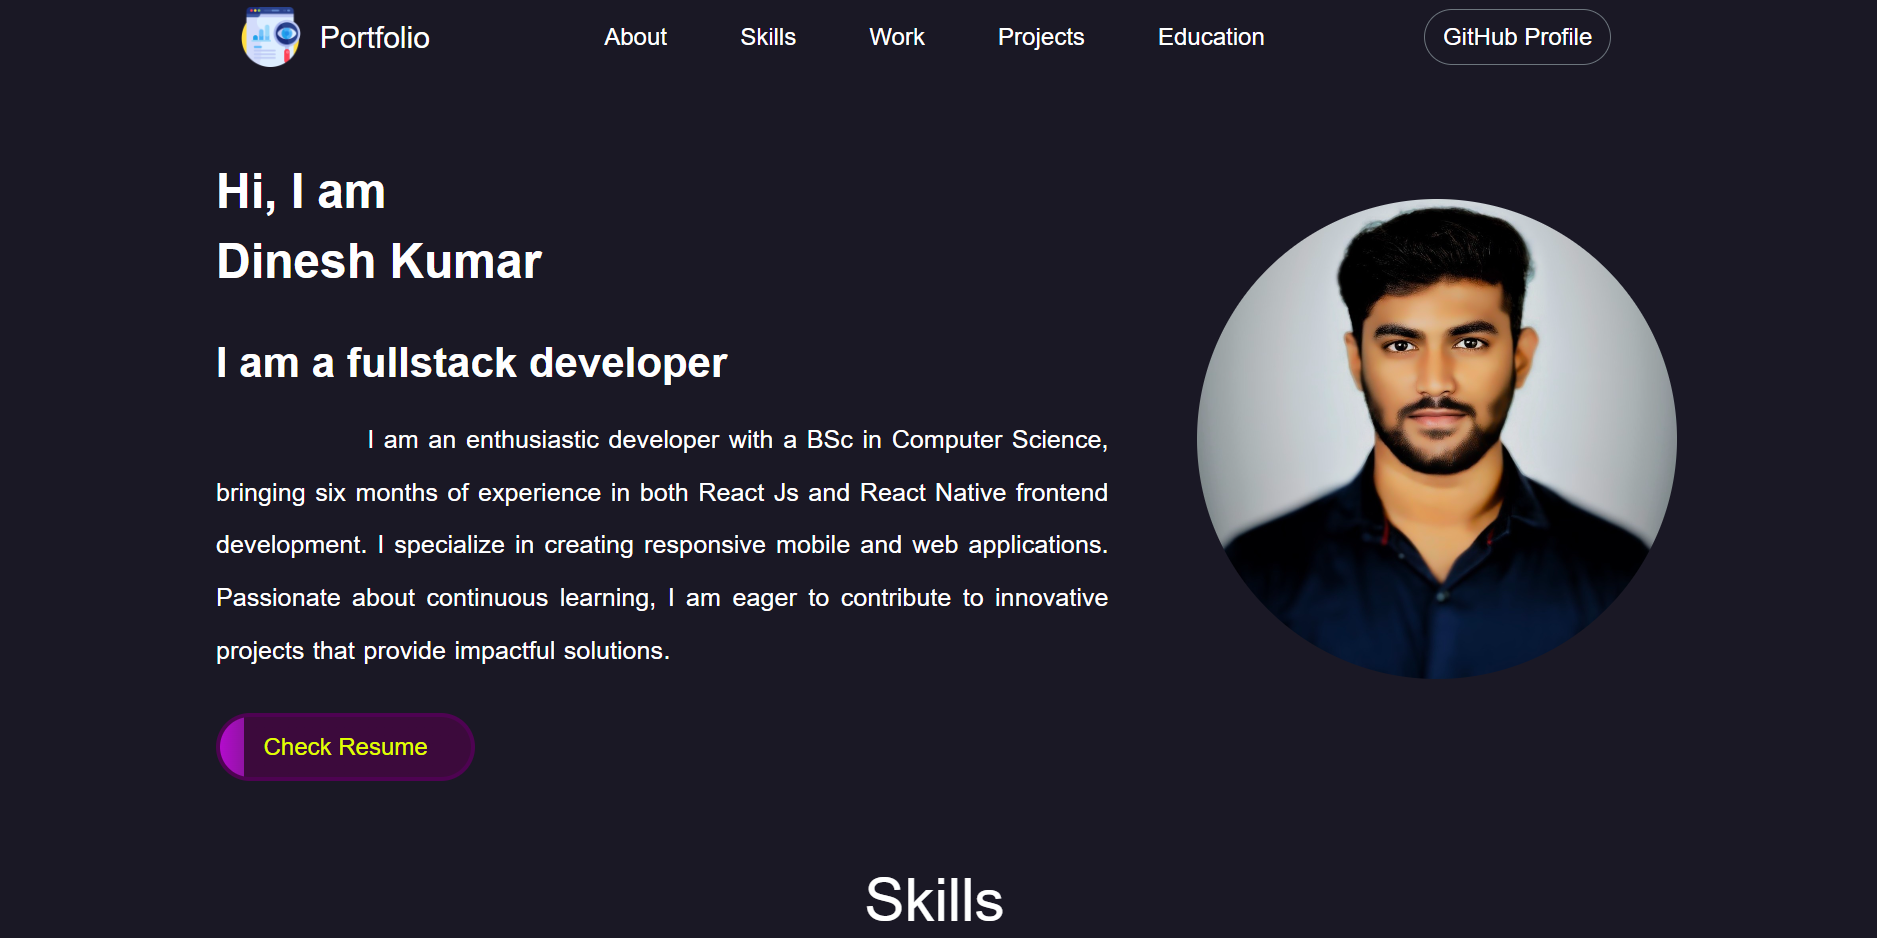 Portfolio
About
Skills
Work
Projects
Education
GitHub Profile
Hi, I am
Dinesh Kumar
I am a fullstack developer
I am an enthusiastic developer with a BSc in Computer Science,
bringing six months of experience in both React Js and React Native frontend
development. I specialize in creating responsive mobile and web applications.
Passionate about continuous learning, I am eager to contribute to innovative
projects that provide impactful solutions.
Check Resume
Skills